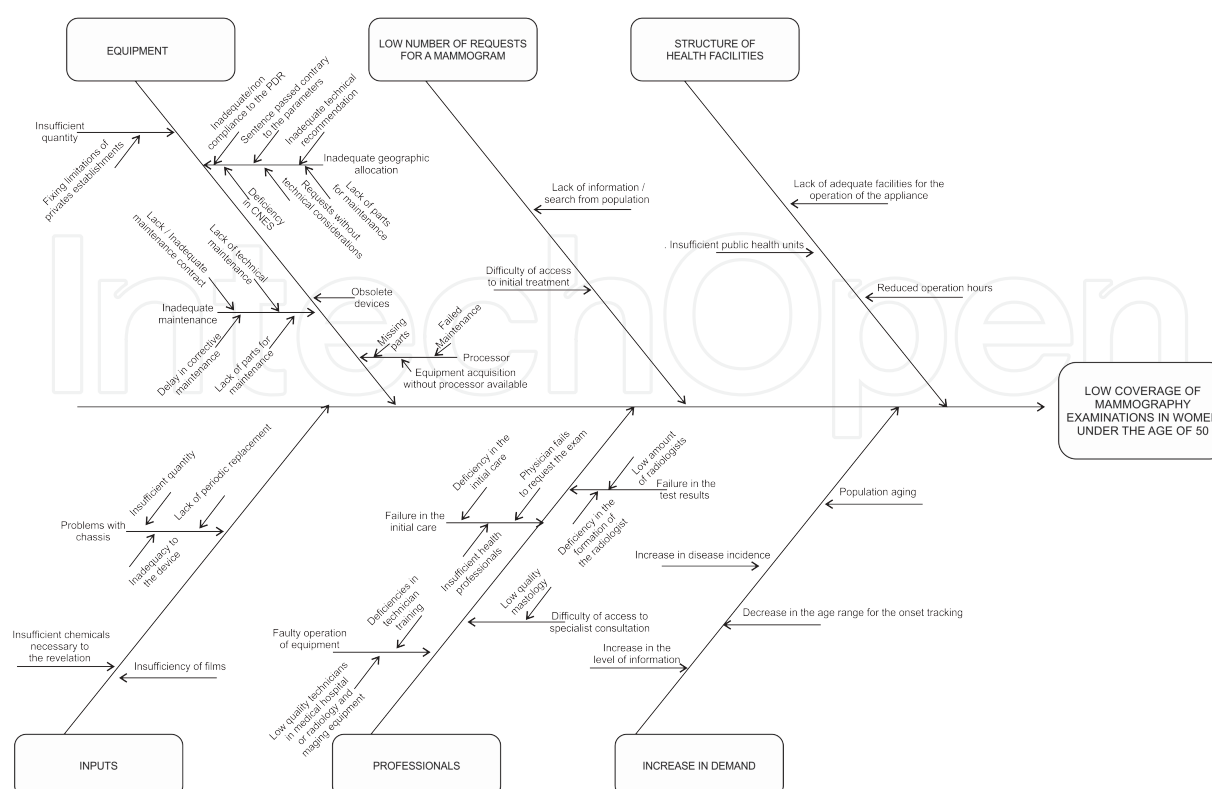 EQUIPMENT
LOW NUMBER OF REQUESTS
FOR A MAMMOGRAM
STRUCTURE OF
HEALTH FACILITIES
Insufficient
quantity
Fixing limitations of
privates establishments
Inadequate/non
compliance to the PDR
Sentence passed contrary
to the parameters
Inadequate technical
recommendation
Inadequate geographic
allocation
Deficiency
in CNES
Requests without
technical considerations
Lack of parts
for maintenance
Lack / Inadequate
maintenance contract
Lack of technical
maintenance
Inadequate
maintenance
Delay in corrective
maintenance
Lack of parts for
maintenance
Obsolete
devices
Missing
parts
Failed
Maintenance
Processor
Equipment acquisition
without processor available
Lack of information /
search from population
Difficulty of access
to initial treatment
Lack of adequate facilities for the
operation of the appliance
. Insufficient public health units
Reduced operation hours
IntechOpen
LOW COVERAGE OF
MAMMOGRAPHY
EXAMINATIONS IN WOMEN
UNDER THE AGE OF 50
Insufficient quantity
Lack of periodic replacement
Problems with
chassis
Inadequacy to
the device
Insufficient chemicals
necessary to
the revelation
Insufficiency of films
Deficiency in the
initial care
Physician fails
to request the exam
Failure in the
initial care
Insufficient health
professionals
Low amount
of radiologists
Failure in the
test results
Deficiency in the
formation of
the radiologist
Low quality
mastology
Difficulty of access to
specialist consultation
Deficiencies in
technician
training
Faulty operation
of equipment
Low quality technicians
in medical hospital
or radiology and
maging equipment
Population aging
Increase in disease incidence
Decrease in the age range for the onset tracking
Increase in the
level of information
INPUTS
PROFESSIONALS
INCREASE IN DEMAND